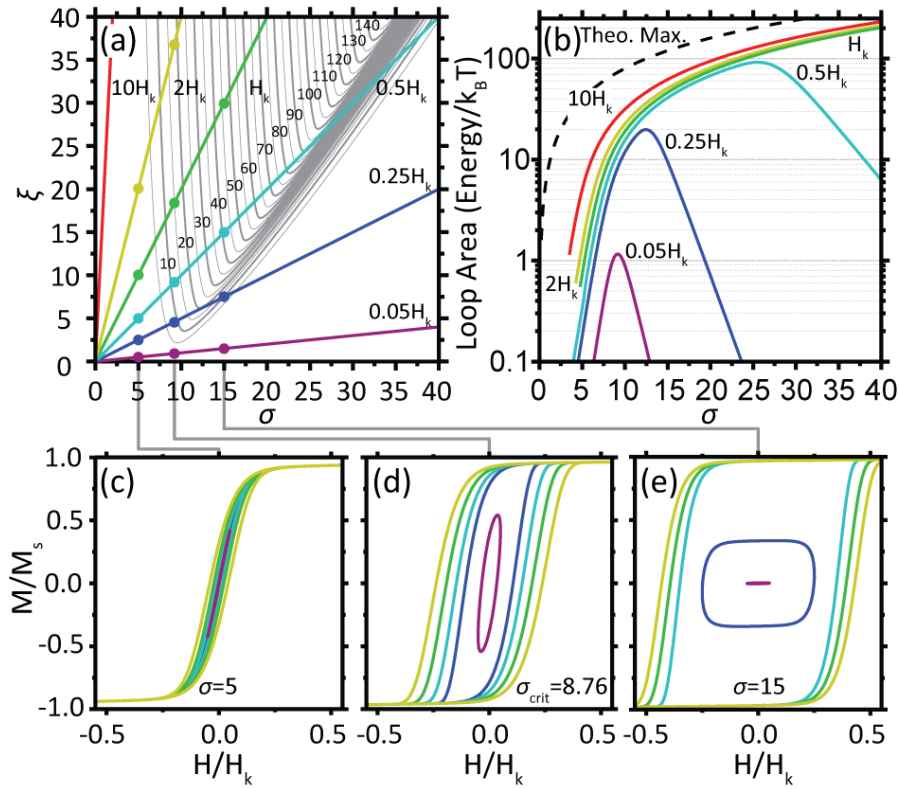 (a)
40
35
30
25
20
15
10
5
0
ξ
10Hₖ
2Hₖ
Hₖ
0.5Hₖ
0.25Hₖ
0.05Hₖ
10
20
30
40
50
60
70
80
90
100
110
120
130
140
0 5 10 15 20 25 30 35 40
σ
(b)
Theo. Max.
Loop Area (Energy/k_BT)
100
10
1
0.1
10Hₖ
2Hₖ
Hₖ
0.5Hₖ
0.25Hₖ
0.05Hₖ
0 5 10 15 20 25 30 35 40
σ
(c)
M/Mₛ
1.0
0.5
0.0
-0.5
-1.0
σ=5
-0.5 0.0 0.5
H/Hₖ
(d)
σ_crit=8.76
-0.5 0.0 0.5
H/Hₖ
(e)
σ=15
-0.5 0.0 0.5
H/Hₖ